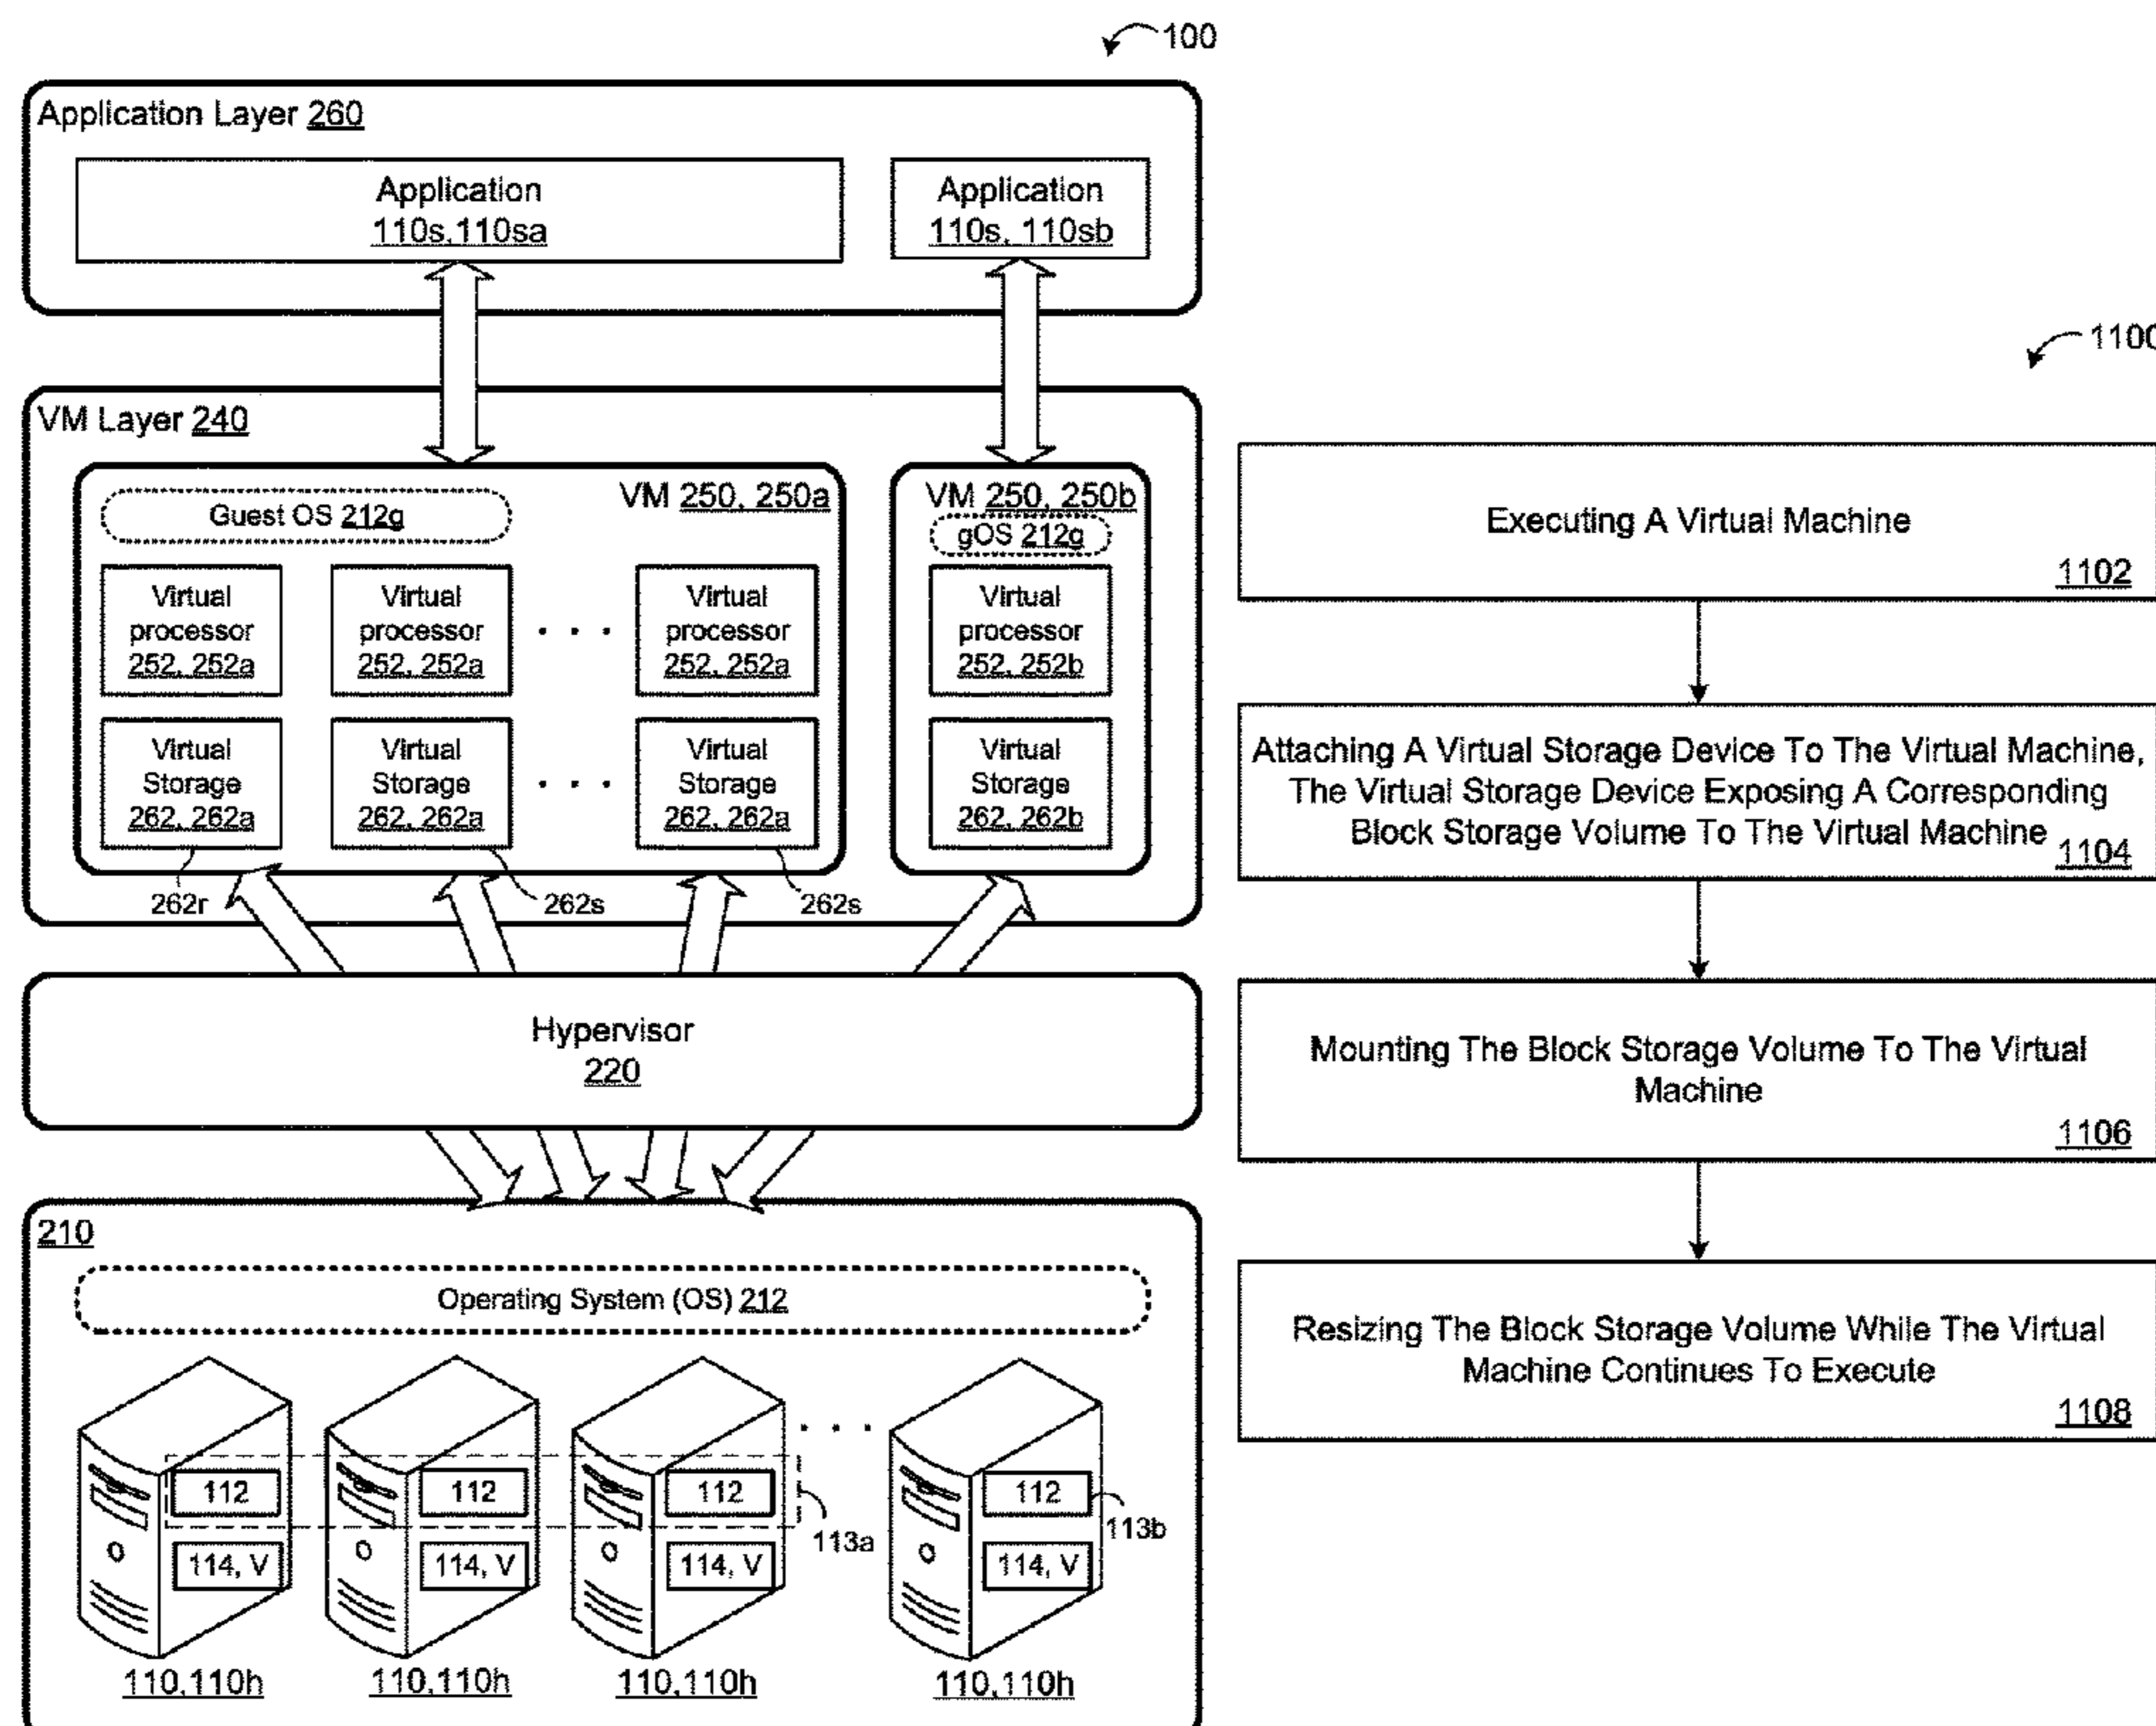 100
Application Layer 260
Application
110s,110sa
Application
110s, 110sb
VM Layer 240
Guest OS 212g
VM 250, 250a
Virtual
processor
252, 252a
Virtual
processor
252, 252a
. . .
Virtual
processor
252, 252a
Virtual
Storage
262, 262a
Virtual
Storage
262, 262a
. . .
Virtual
Storage
262, 262a
VM 250, 250b
gOS 212g
Virtual
processor
252, 252b
Virtual
Storage
262, 262b
262r
262s
262s
Hypervisor
220
210
Operating System (OS) 212
. . .
112
112
112
112
113a
113b
114, V
114, V
114, V
114, V
110,110h
110,110h
110,110h
110,110h
1100
Executing A Virtual Machine
1102
Attaching A Virtual Storage Device To The Virtual Machine,
The Virtual Storage Device Exposing A Corresponding
Block Storage Volume To The Virtual Machine
1104
Mounting The Block Storage Volume To The Virtual
Machine
1106
Resizing The Block Storage Volume While The Virtual
Machine Continues To Execute
1108